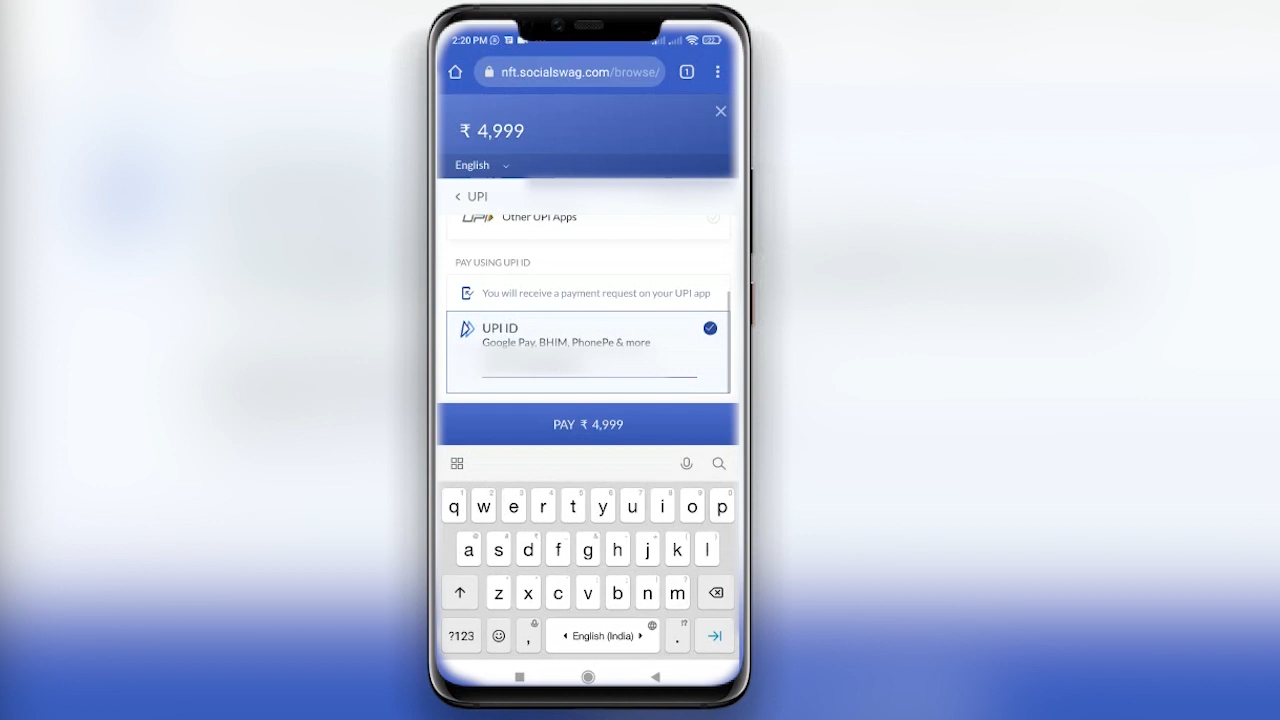 2:20 PM
nft.socialswag.com/browse/
1
₹ 4,999
English
UPI
UPI Other UPI Apps
PAY USING UPI ID
You will receive a payment request on your UPI app
UPI ID
Google Pay, BHIM, PhonePe & more
PAY ₹ 4,999
q w e r t y u i o p
a s d f g h j k l
z x c v b n m
?123 , English (India) .